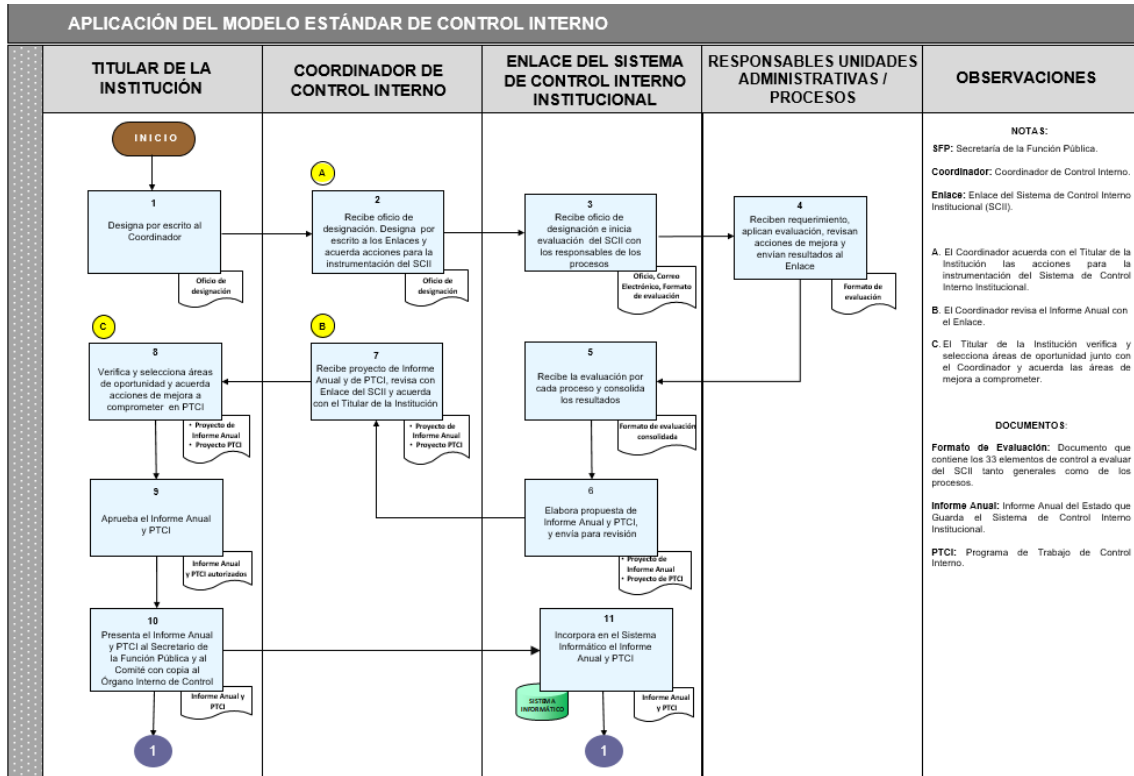 APLICACIÓN DEL MODELO ESTÁNDAR DE CONTROL INTERNO
TITULAR DE LA
INSTITUCIÓN
COORDINADOR DE
CONTROL INTERNO
ENLACE DEL SISTEMA
DE CONTROL INTERNO
INSTITUCIONAL
RESPONSABLES UNIDADES
ADMINISTRATIVAS /
PROCESOS
OBSERVACIONES
INICIO
1
Designa por escrito al
Coordinador
Oficio de
designación
A
2
Recibe oficio de
designación. Designa por
escrito a los Enlaces y
acuerda acciones para la
instrumentación del SCII
Oficio de
designación
3
Recibe oficio de
designación e inicia
evaluación del SCII con
los responsables de los
procesos
Oficio, Correo
Electrónico, Formato
de evaluación
4
Reciben requerimiento,
aplican evaluación, revisan
acciones de mejora y
envían resultados al
Enlace
Formato de
evaluación
C
8
Verifica y selecciona áreas
de oportunidad y acuerda
acciones de mejora a
comprometer en PTCI
• Proyecto de
Informe Anual
• Proyecto PTCI
B
7
Recibe proyecto de Informe
Anual y de PTCI, revisa con
Enlace del SCII y acuerda
con el Titular de la Institución
• Proyecto de
Informe Anual
• Proyecto PTCI
5
Recibe la evaluación por
cada proceso y consolida
los resultados
Formato de evaluación
consolidada
9
Aprueba el Informe Anual
y PTCI
Informe Anual
y PTCI autorizados
6
Elabora propuesta de
Informe Anual y PTCI,
y envía para revisión
• Proyecto de
Informe Anual
• Proyecto de PTCI
10
Presenta el Informe Anual
y PTCI al Secretario de
la Función Pública y al
Comité con copia al
Órgano Interno de Control
Informe Anual y
PTCI
11
Incorpora en el Sistema
Informático el Informe
Anual y PTCI
SISTEMA
INFORMÁTICO
Informe Anual
y PTCI
1
1
NOTAS:
SFP: Secretaría de la Función Pública.
Coordinador: Coordinador de Control Interno.
Enlace: Enlace del Sistema de Control Interno
Institucional (SCII).
A. El Coordinador acuerda con el Titular de la
Institución las acciones para la
instrumentación del Sistema de Control
Interno Institucional.
B. El Coordinador revisa el Informe Anual con
el Enlace.
C. El Titular de la Institución verifica y
selecciona áreas de oportunidad junto con
el Coordinador y acuerda las áreas de
mejora a comprometer.
DOCUMENTOS:
Formato de Evaluación: Documento que
contiene los 33 elementos de control a evaluar
del SCII tanto generales como de los
procesos.
Informe Anual: Informe Anual del Estado que
Guarda el Sistema de Control Interno
Institucional.
PTCI: Programa de Trabajo de Control
Interno.